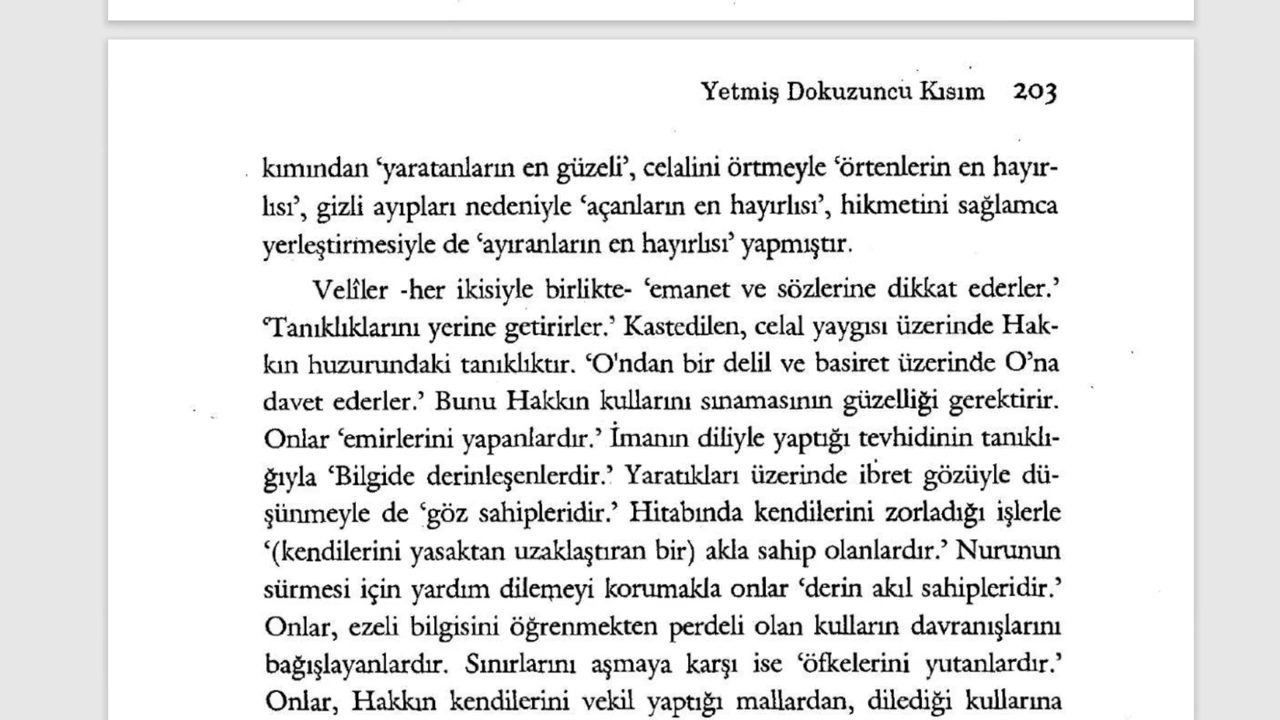 Yetmiş Dokuzuncu Kısım 203
kımından ‘yaratanların en güzeli’, celalini örtmeyle ‘örtenlerin en hayır-
lısı’, gizli ayıpları nedeniyle ‘açanların en hayırlısı’, hikmetini sağlamca
yerleştirmesiyle de ‘ayıranların en hayırlısı’ yapmıştır.
Velîler -her ikisiyle birlikte- ‘emanet ve sözlerine dikkat ederler.’
‘Tanıklıklarını yerine getirirler.’ Kastedilen, celal yaygısı üzerinde Hak-
kın huzurundaki tanıklıktır. ‘O'ndan bir delil ve basiret üzerinde O’na
davet ederler.’ Bunu Hakkın kullarını sınamasının güzelliği gerektirir.
Onlar ‘emirlerini yapanlardır.’ İmanın diliyle yaptığı tevhidinin tanıklı-
ğıyla ‘Bilgide derinleşenlerdir.’ Yaratıkları üzerinde ibret gözüyle dü-
şünmeyle de ‘göz sahipleridir.’ Hitabında kendilerini zorladığı işlerle
‘(kendilerini yasaktan uzaklaştıran bir) akla sahip olanlardır.’ Nurunun
sürmesi için yardım dilemeyi korumakla onlar ‘derin akıl sahipleridir.’
Onlar, ezeli bilgisini öğrenmekten perdeli olan kulların davranışlarını
bağışlayanlardır. Sınırlarını aşmaya karşı ise ‘öfkelerini yutanlardır.’
Onlar, Hakkın kendilerini vekil yaptığı mallardan, dilediği kullarına